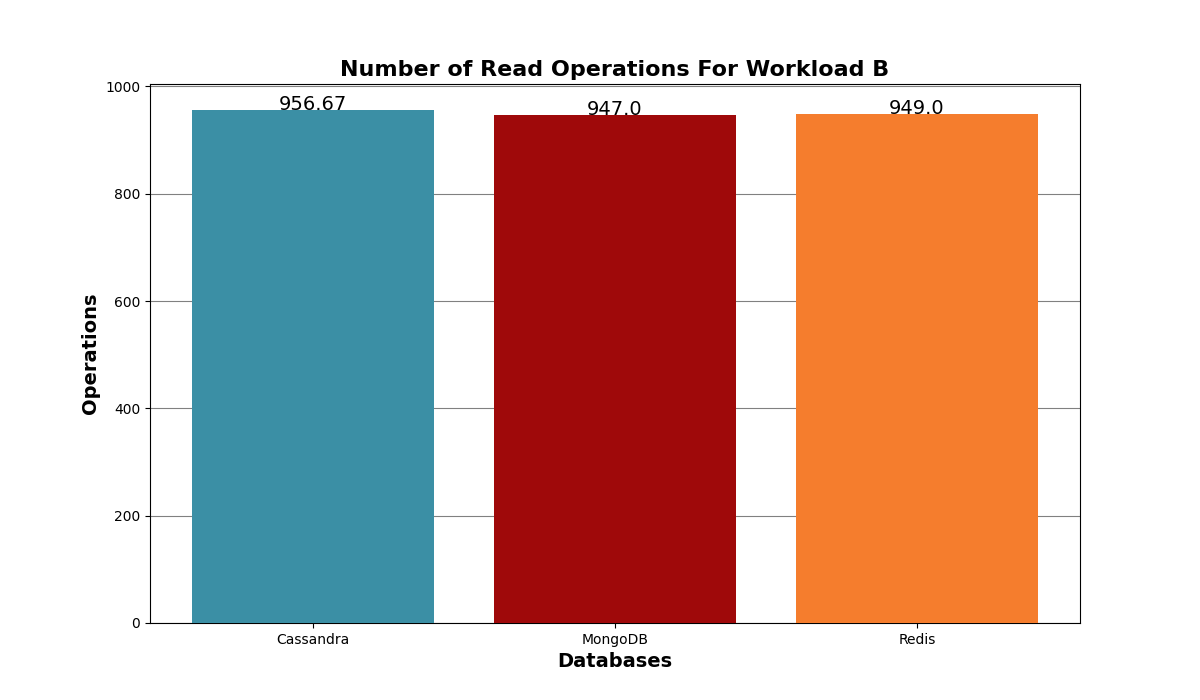 Number of Read Operations For Workload B
1000
800
600
400
200
0
956.67
947.0
949.0
Operations
Cassandra
MongoDB
Redis
Databases